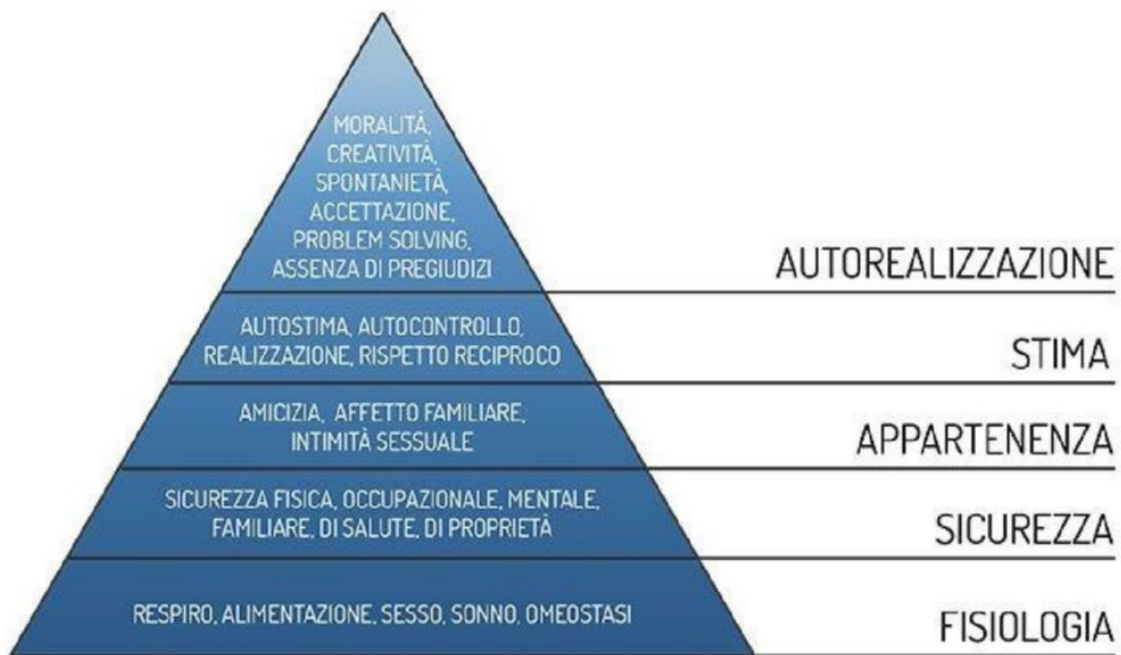 MORALITÀ,
CREATIVITÀ,
SPONTANIETÀ,
ACCETTAZIONE,
PROBLEM SOLVING,
ASSENZA DI PREGIUDIZI
AUTOREALIZZAZIONE
AUTOSTIMA, AUTOCONTROLLO,
REALIZZAZIONE, RISPETTO RECIPROCO
STIMA
AMICIZIA, AFFETTO FAMILIARE,
INTIMITÀ SESSUALE
APPARTENENZA
SICUREZZA FISICA, OCCUPAZIONALE, MENTALE,
FAMILIARE, DI SALUTE, DI PROPRIETÀ
SICUREZZA
RESPIRO, ALIMENTAZIONE, SESSO, SONNO, OMEOSTASI
FISIOLOGIA